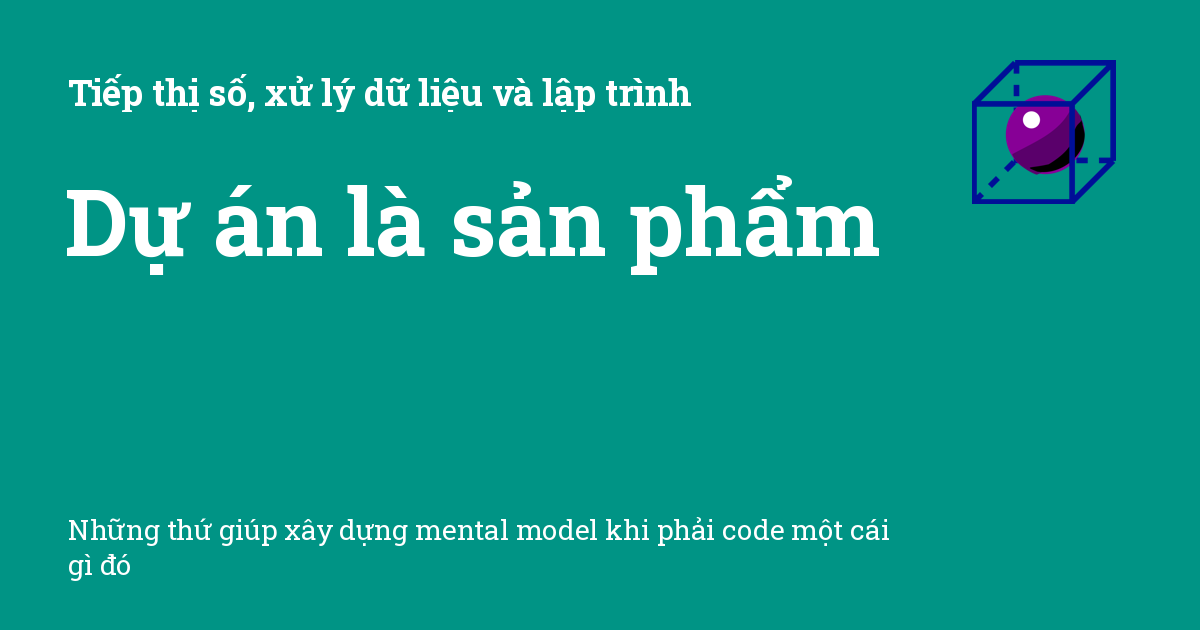 Tiếp thị số, xử lý dữ liệu và lập trình
Dự án là sản phẩm
Những thứ giúp xây dựng mental model khi phải code một cái
gì đó